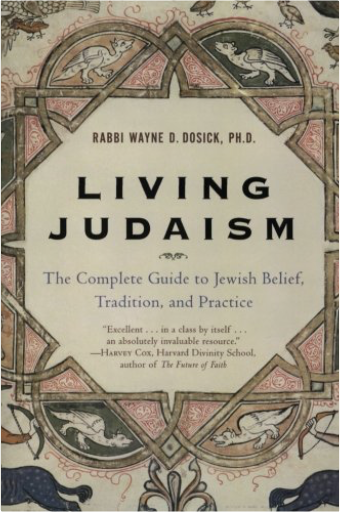 RABBI WAYNE D. DOSICK, PH.D.
LIVING
JUDAISM
The Complete Guide to Jewish Belief,
Tradition, and Practice
"Excellent . . . in a class by itself . . .
an absolutely invaluable resource."
—HARVEY COX, Harvard Divinity School,
author of The Future of Faith